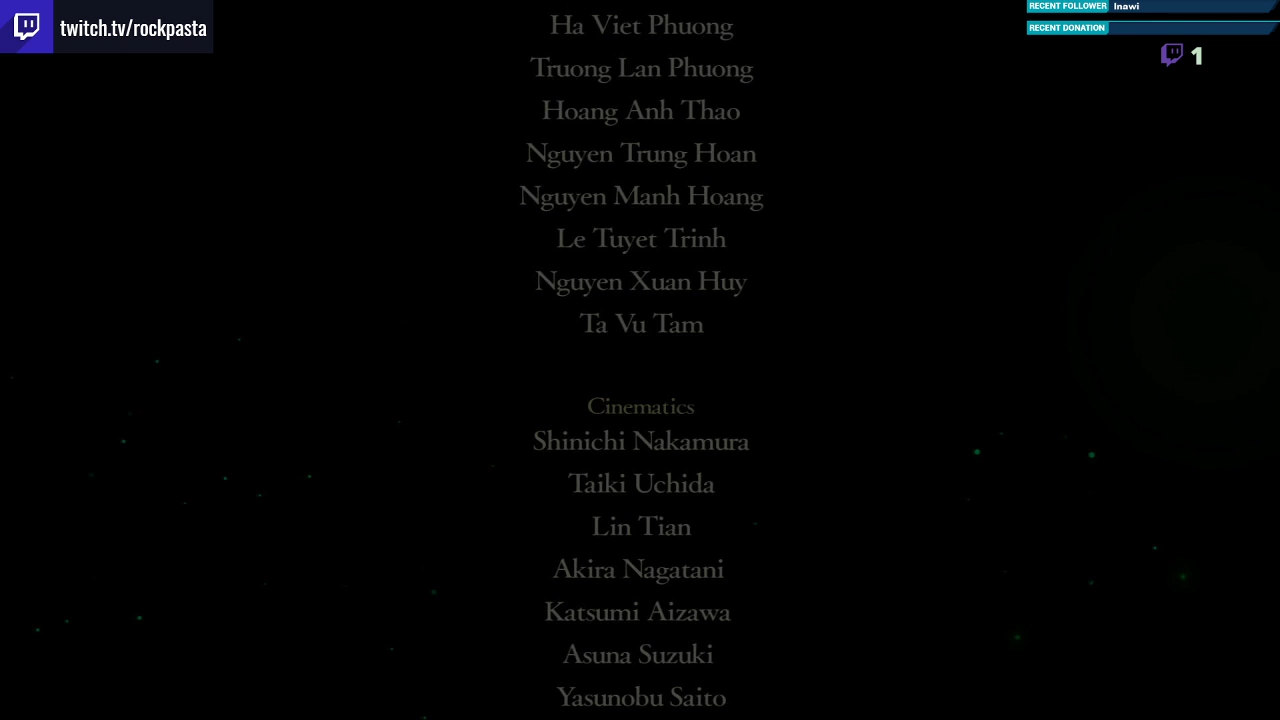 twitch.tv/rockpasta
RECENT FOLLOWER Inawi
RECENT DONATION
1
Ha Viet Phuong
Truong Lan Phuong
Hoang Anh Thao
Nguyen Trung Hoan
Nguyen Manh Hoang
Le Tuyet Trinh
Nguyen Xuan Huy
Ta Vu Tam
Cinematics
Shinichi Nakamura
Taiki Uchida
Lin Tian
Akira Nagatani
Katsumi Aizawa
Asuna Suzuki
Yasunobu Saito